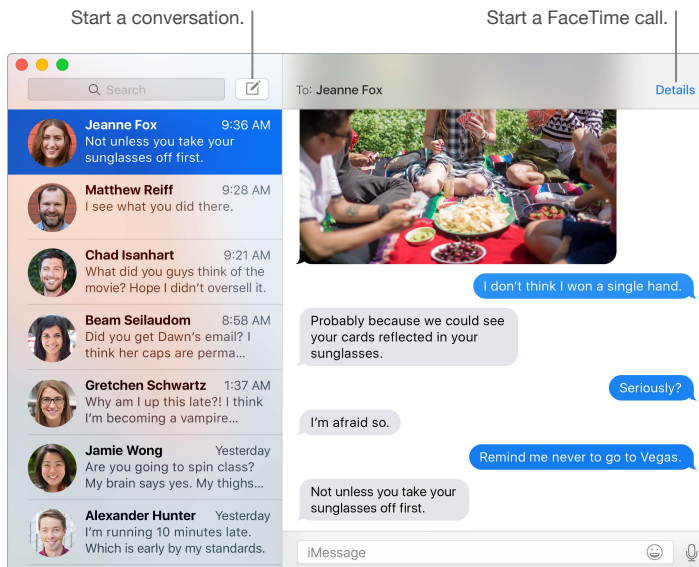 Start a conversation.
Start a FaceTime call.
Search
To: Jeanne Fox
Details
Jeanne Fox 9:36 AM
Not unless you take your
sunglasses off first.
Matthew Reiff 9:28 AM
I see what you did there.
Chad Isanhart 9:21 AM
What did you guys think of the
movie? Hope I didn't oversell it.
Beam Seilaudom 8:58 AM
Did you get Dawn's email? I
think her caps are perma...
Gretchen Schwartz 1:37 AM
Why am I up this late?! I think
I'm becoming a vampire...
Jamie Wong Yesterday
Are you going to spin class?
My brain says yes. My thighs...
Alexander Hunter Yesterday
I'm running 10 minutes late.
Which is early by my standards.
I don't think I won a single hand.
Probably because we could see
your cards reflected in your
sunglasses.
Seriously?
I'm afraid so.
Remind me never to go to Vegas.
Not unless you take your
sunglasses off first.
iMessage